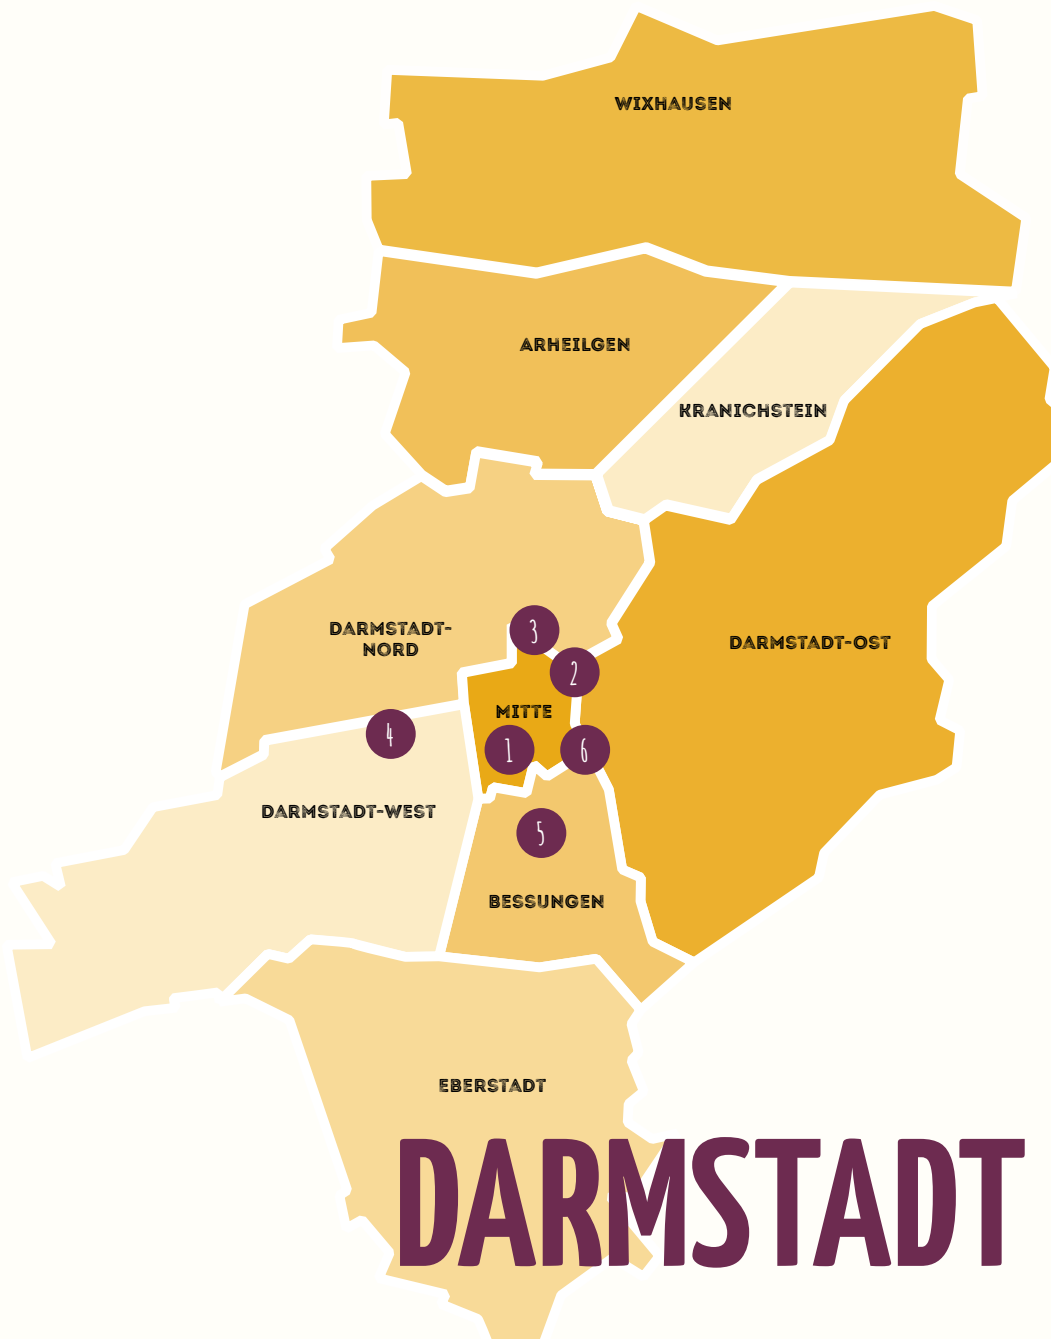 WIXHAUSEN
ARHEILGEN
KRANICHSTEIN
DARMSTADT-
NORD
3
DARMSTADT-OST
2
MITTE
4
1
6
DARMSTADT-WEST
5
BESSUNGEN
EBERSTADT
DARMSTADT